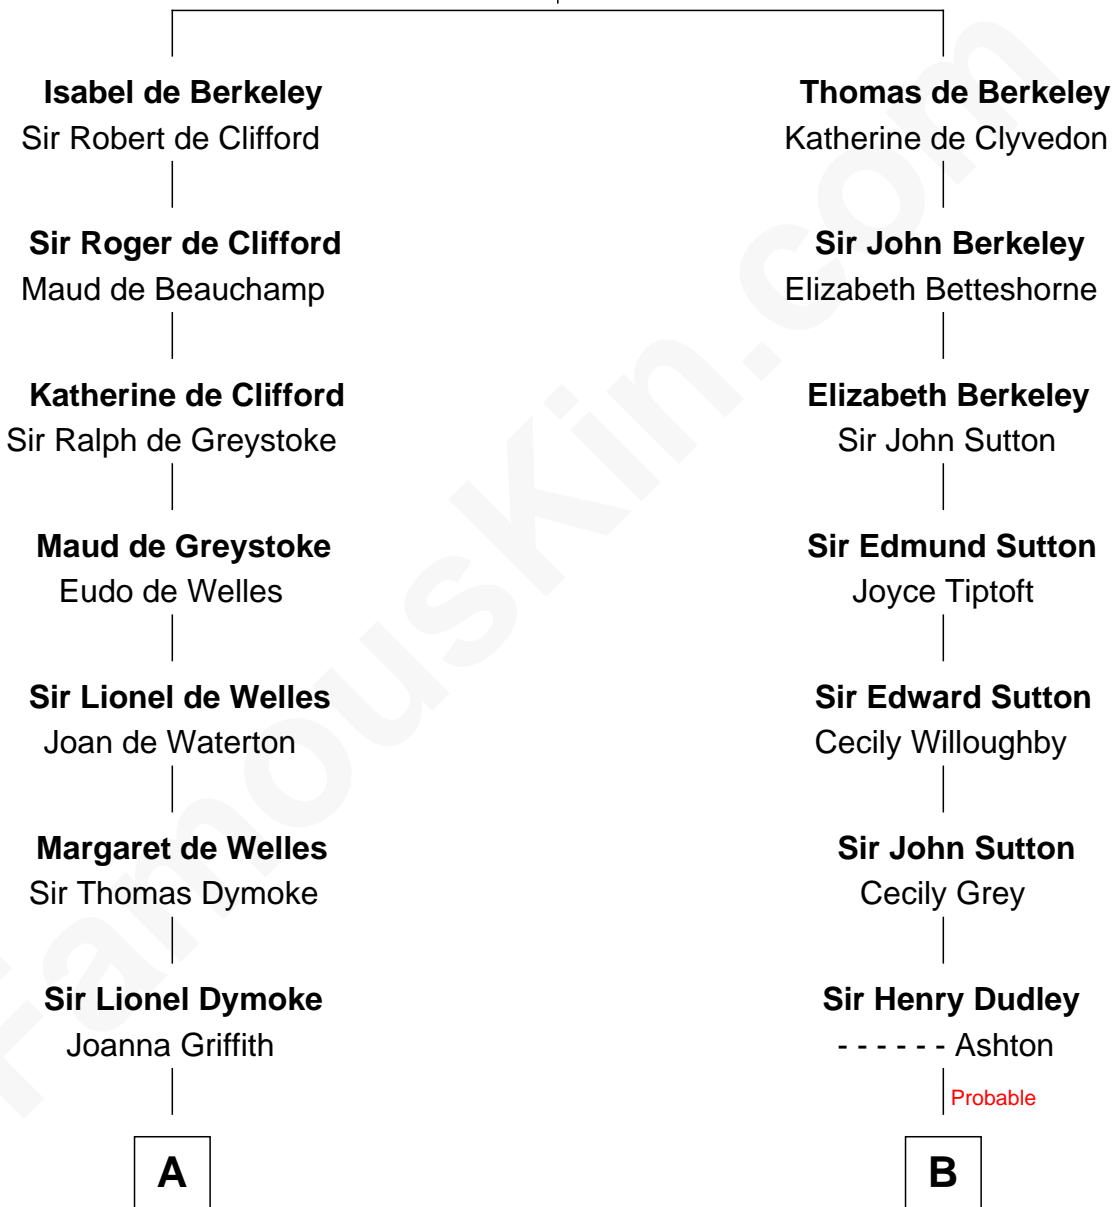 Isabel de Berkeley
Sir Robert de Clifford
Sir Roger de Clifford
Maud de Beauchamp
Katherine de Clifford
Sir Ralph de Greystoke
Maud de Greystoke
Eudo de Welles
Sir Lionel de Welles
Joan de Waterton
Margaret de Welles
Sir Thomas Dymoke
Sir Lionel Dymoke
Joanna Griffith
A
Thomas de Berkeley
Katherine de Clyvedon
Sir John Berkeley
Elizabeth Betteshorne
Elizabeth Berkeley
Sir John Sutton
Sir Edmund Sutton
Joyce Tiptoft
Sir Edward Sutton
Cecily Willoughby
Sir John Sutton
Cecily Grey
Sir Henry Dudley
- - - - - - Ashton
Probable
B
FamousKin.com